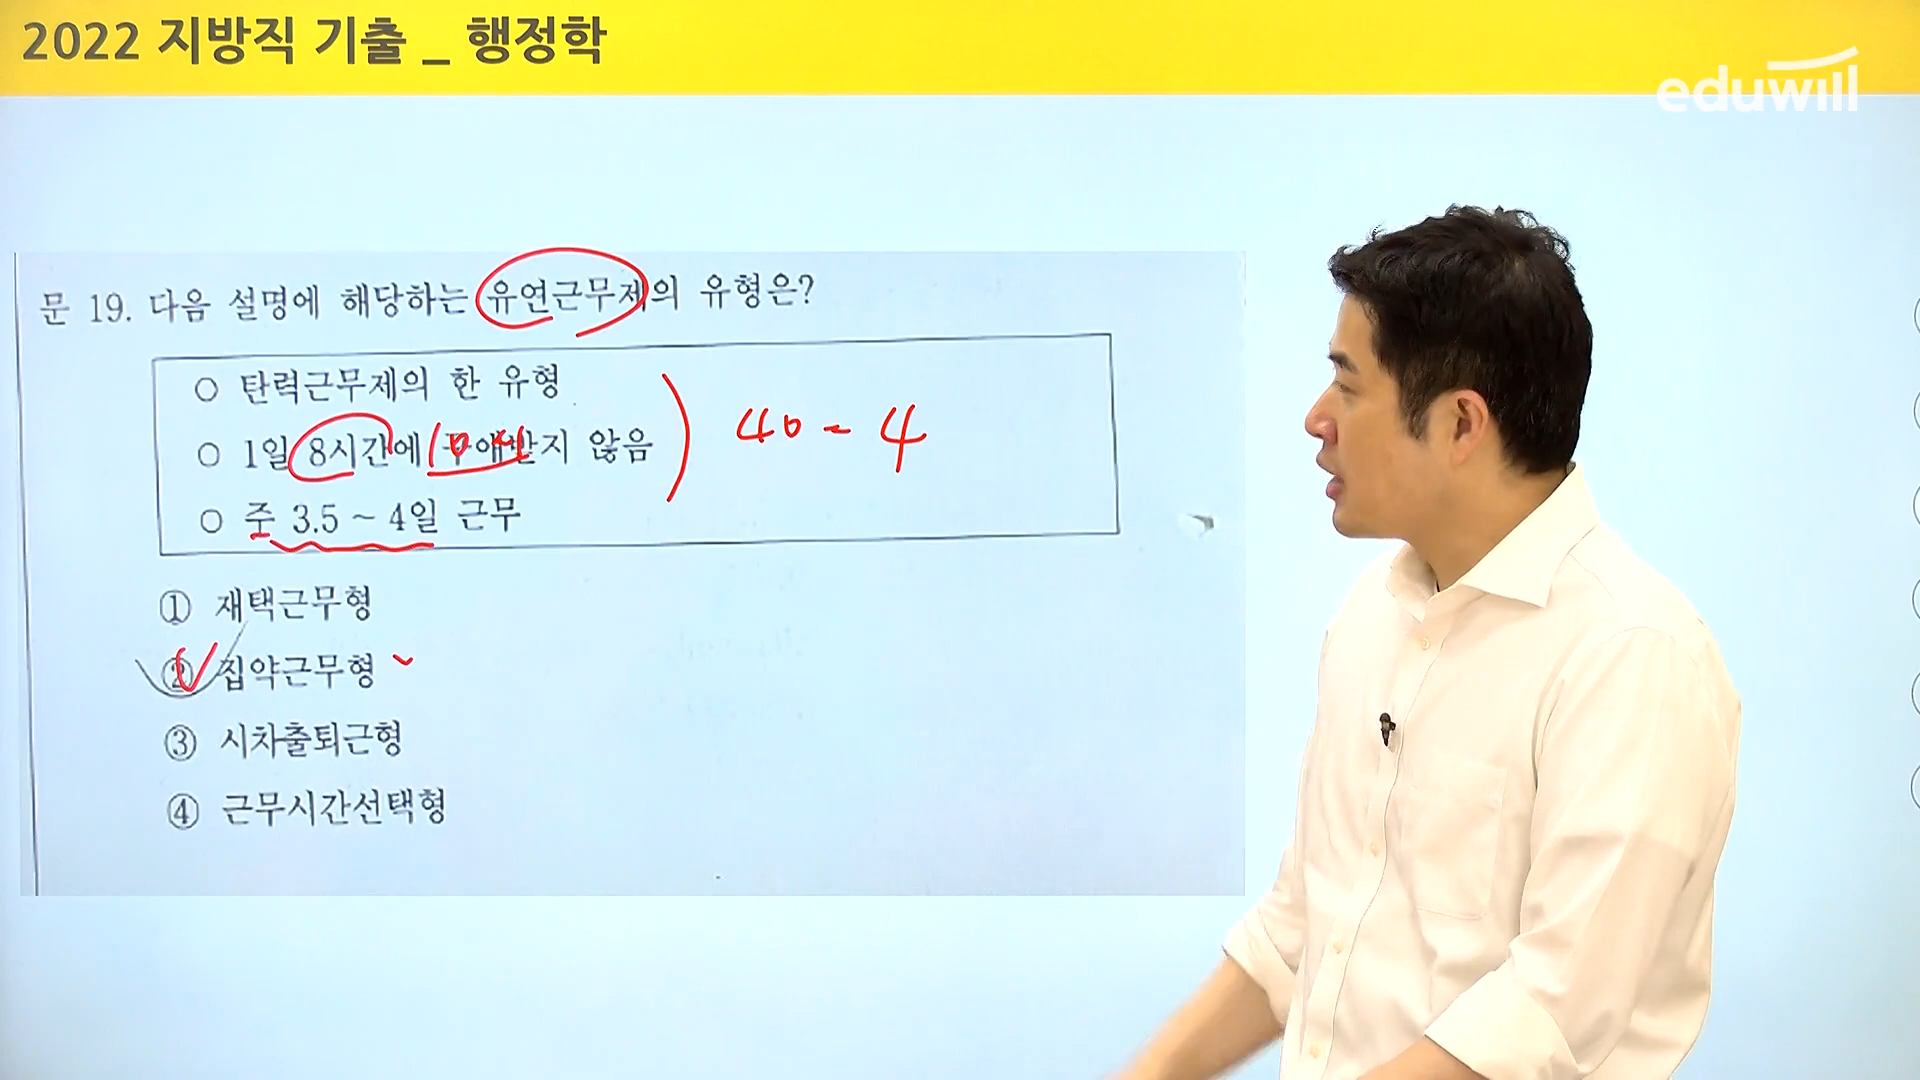 2022 지방직 기출 _ 행정학
eduwill
문 19. 다음 설명에 해당하는 유연근무제의 유형은?
○ 탄력근무제의 한 유형
○ 1일 8시간에 구애받지 않음
○ 주 3.5 ~ 4일 근무
40 - 4
① 재택근무형
② 집약근무형
③ 시차출퇴근형
④ 근무시간선택형